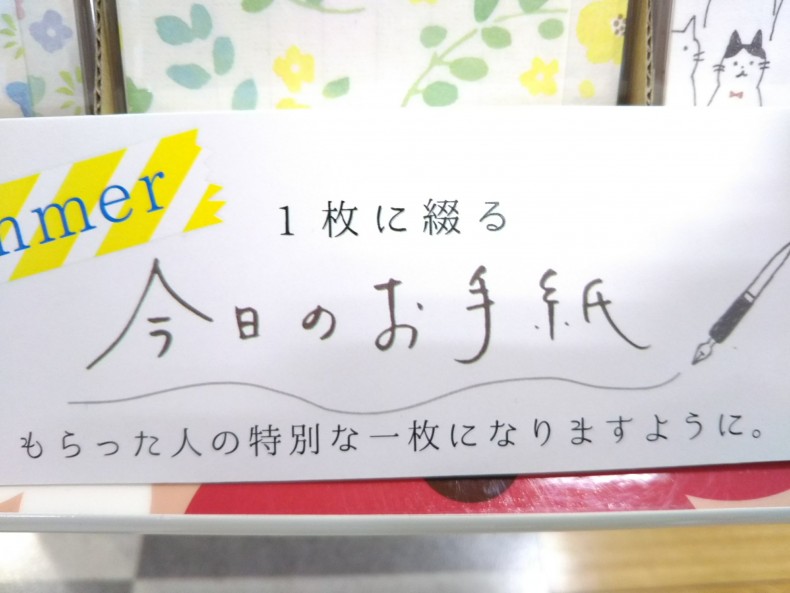 mmer
1枚に綴る
今日のお手紙
もらった人の特別な一枚になりますように。